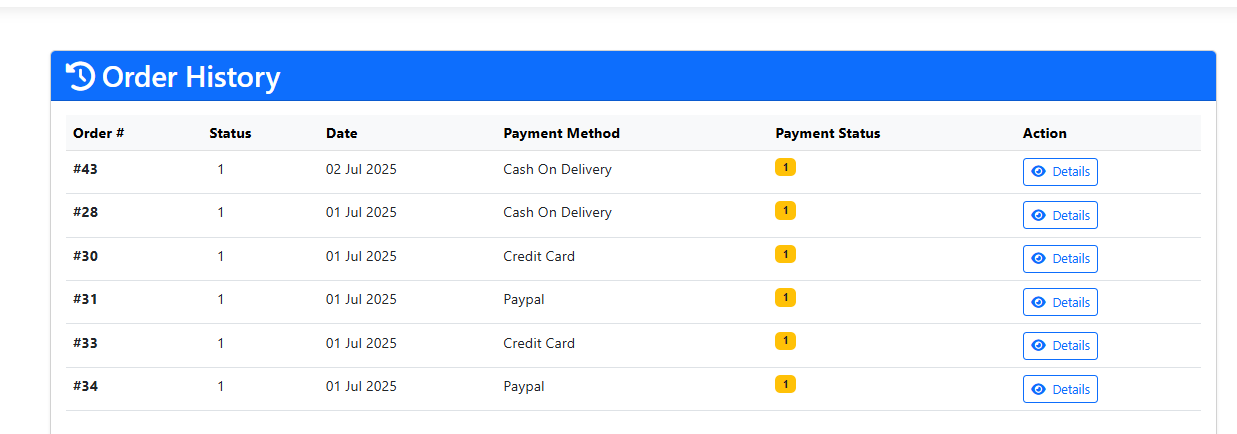 Order History
Order # Status Date Payment Method Payment Status Action
#43 1 02 Jul 2025 Cash On Delivery 1 Details
#28 1 01 Jul 2025 Cash On Delivery 1 Details
#30 1 01 Jul 2025 Credit Card 1 Details
#31 1 01 Jul 2025 Paypal 1 Details
#33 1 01 Jul 2025 Credit Card 1 Details
#34 1 01 Jul 2025 Paypal 1 Details